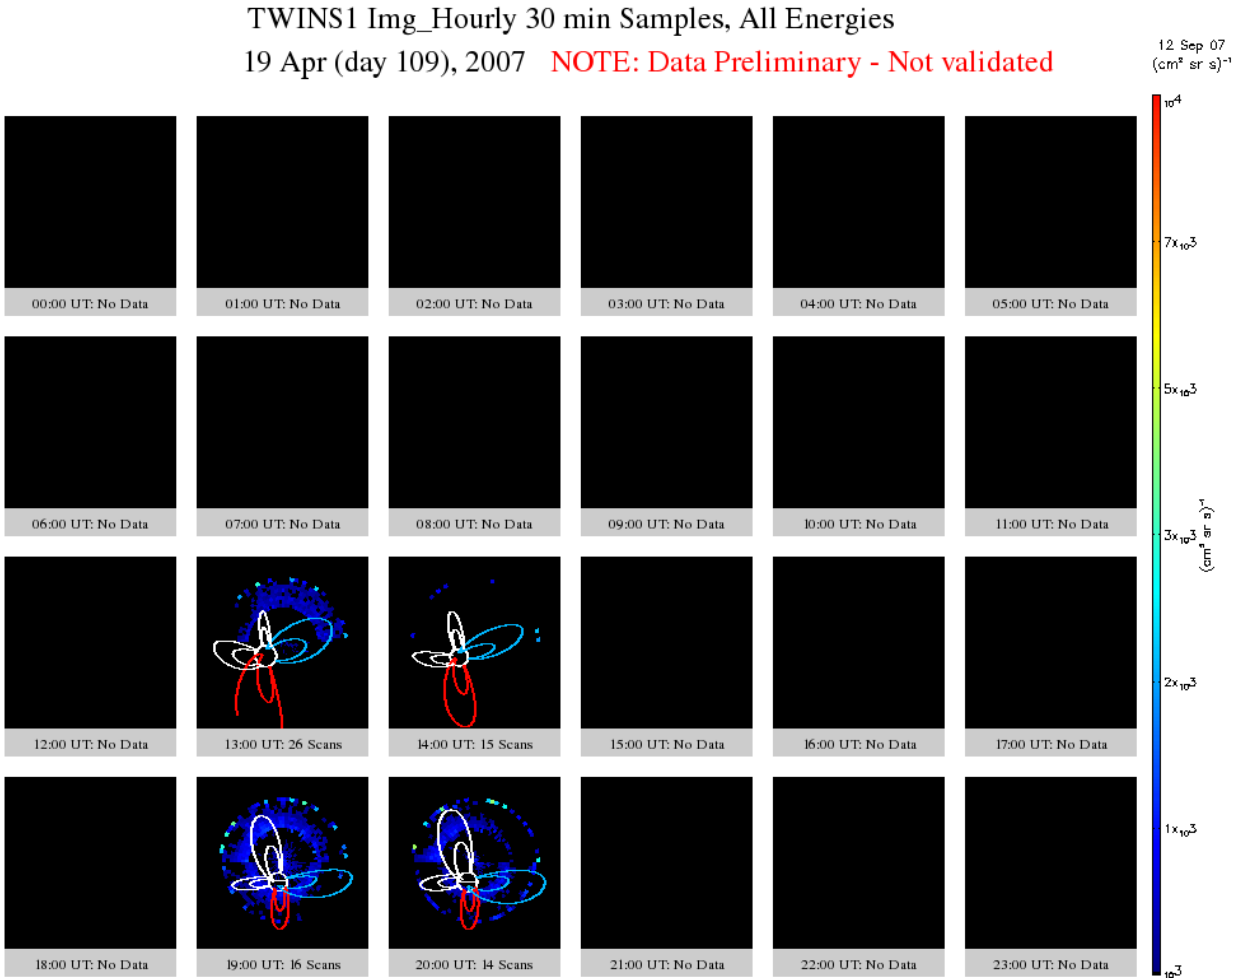 TWINS1 Img_Hourly 30 min Samples, All Energies
19 Apr (day 109), 2007 NOTE: Data Preliminary - Not validated
12 Sep 07
(cm² sr s)⁻¹
10⁴
7x₁₀3
5x₁₀3
3x₁₀3
2x₁₀3
1x₁₀3
10³
(cm² sr s)⁻¹
00:00 UT: No Data
01:00 UT: No Data
02:00 UT: No Data
03:00 UT: No Data
04:00 UT: No Data
05:00 UT: No Data
06:00 UT: No Data
07:00 UT: No Data
08:00 UT: No Data
09:00 UT: No Data
10:00 UT: No Data
11:00 UT: No Data
12:00 UT: No Data
13:00 UT: 26 Scans
14:00 UT: 15 Scans
15:00 UT: No Data
16:00 UT: No Data
17:00 UT: No Data
18:00 UT: No Data
19:00 UT: 16 Scans
20:00 UT: 14 Scans
21:00 UT: No Data
22:00 UT: No Data
23:00 UT: No Data